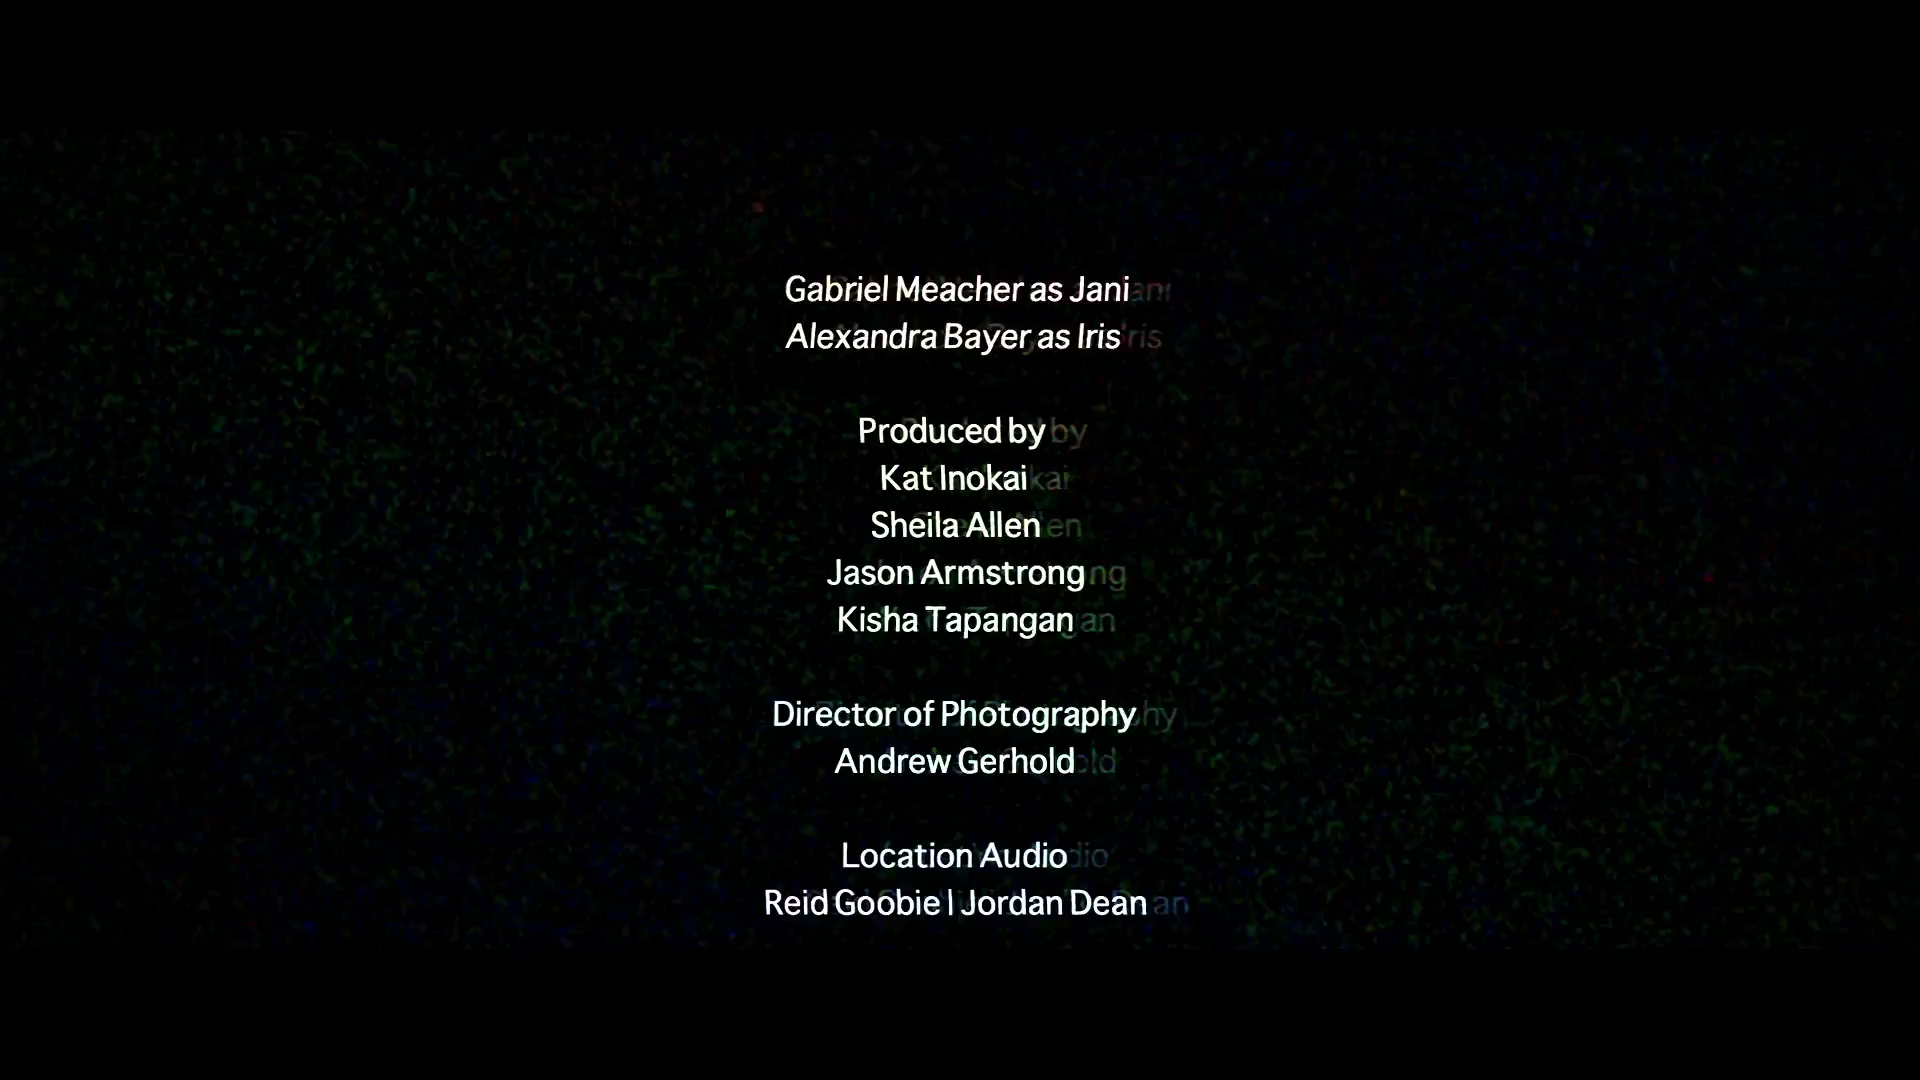 Gabriel Meacher as Jani
Alexandra Bayer as Iris
Produced by
Kat Inokai
Sheila Allen
Jason Armstrong
Kisha Tapangan
Director of Photography
Andrew Gerhold
Location Audio
Reid Goobie | Jordan Dean